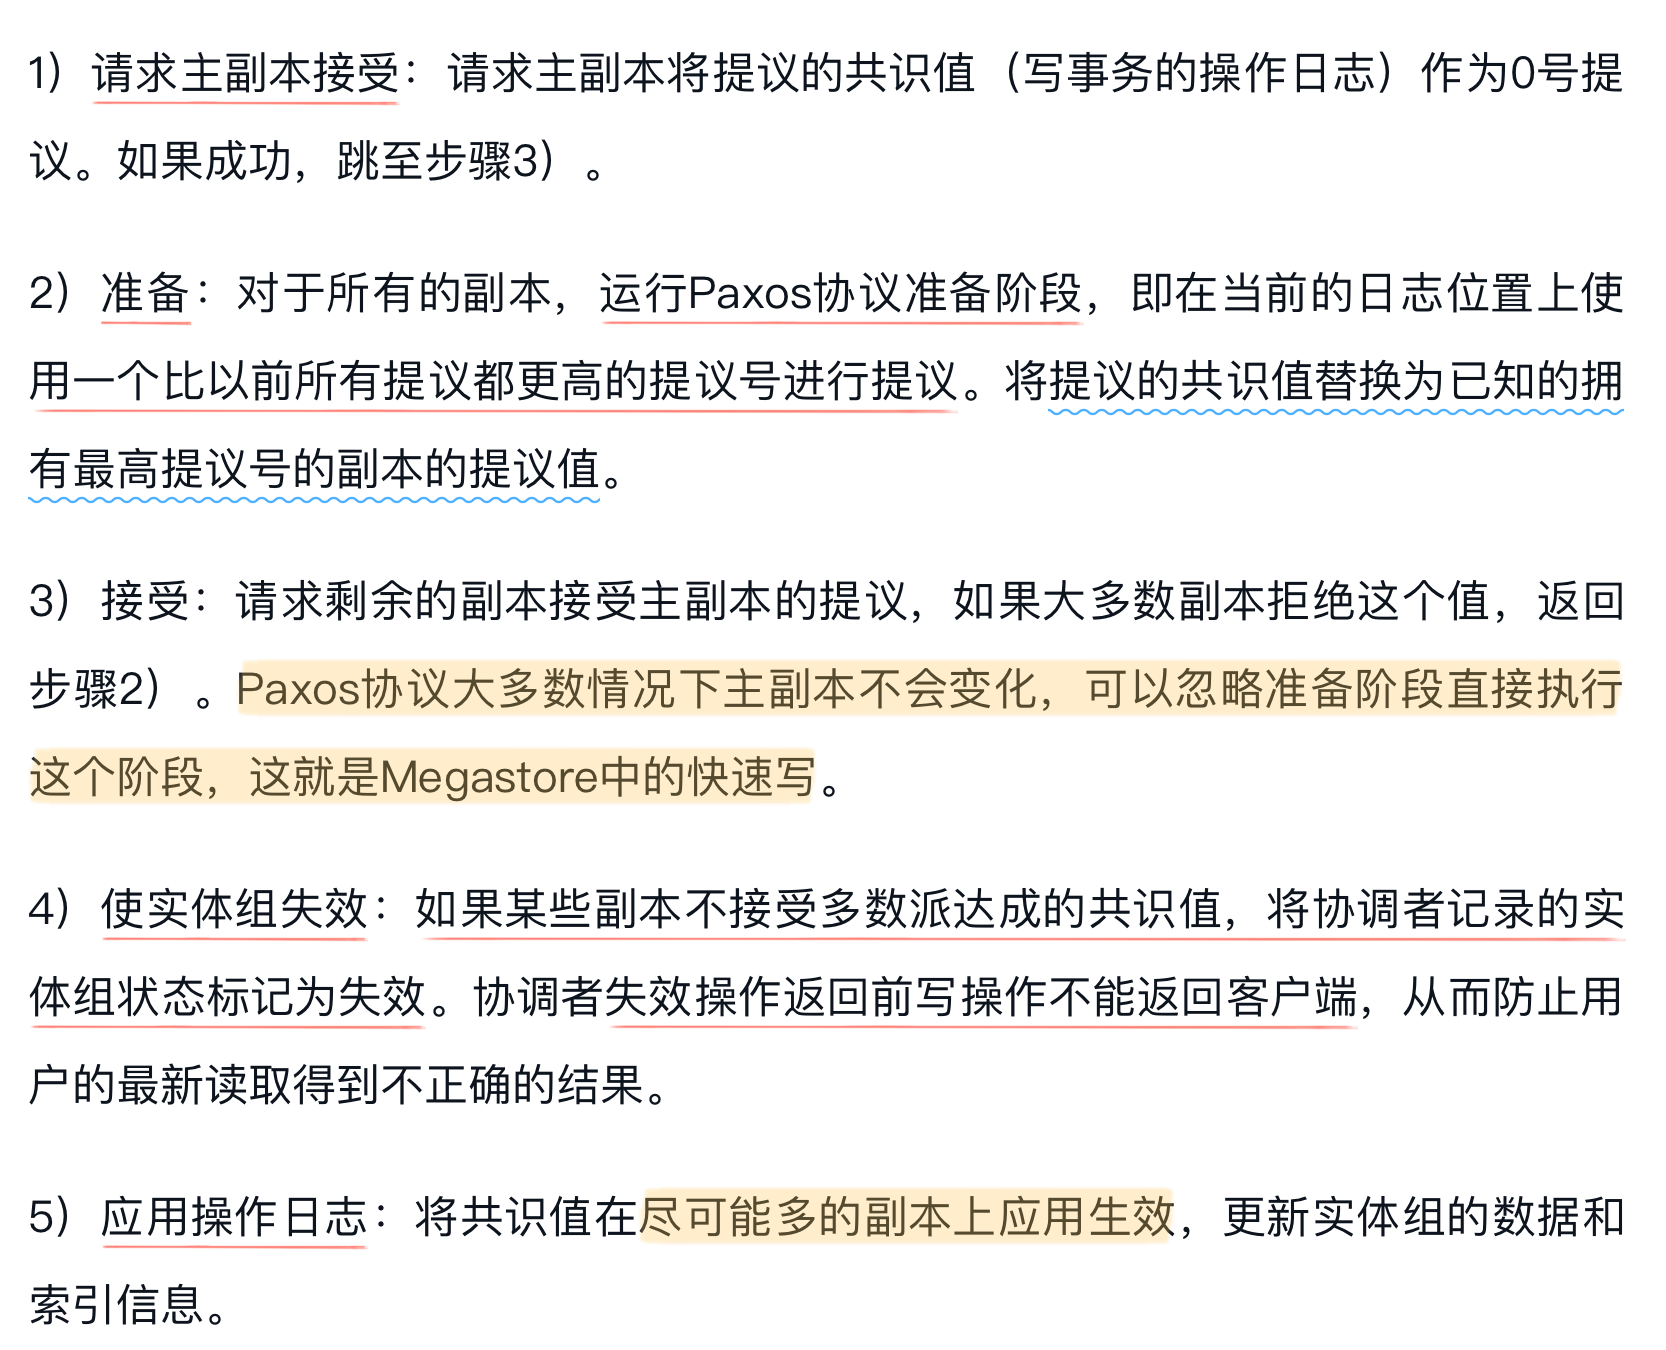 1）请求主副本接受：请求主副本将提议的共识值（写事务的操作日志）作为0号提
议。如果成功，跳至步骤3）。
2）准备：对于所有的副本，运行Paxos协议准备阶段，即在当前的日志位置上使
用一个比以前所有提议都更高的提议号进行提议。将提议的共识值替换为已知的拥
有最高提议号的副本的提议值。
3）接受：请求剩余的副本接受主副本的提议，如果大多数副本拒绝这个值，返回
步骤2）。Paxos协议大多数情况下主副本不会变化，可以忽略准备阶段直接执行
这个阶段，这就是Megastore中的快速写。
4）使实体组失效：如果某些副本不接受多数派达成的共识值，将协调者记录的实
体组状态标记为失效。协调者失效操作返回前写操作不能返回客户端，从而防止用
户的最新读取得到不正确的结果。
5）应用操作日志：将共识值在尽可能多的副本上应用生效，更新实体组的数据和
索引信息。